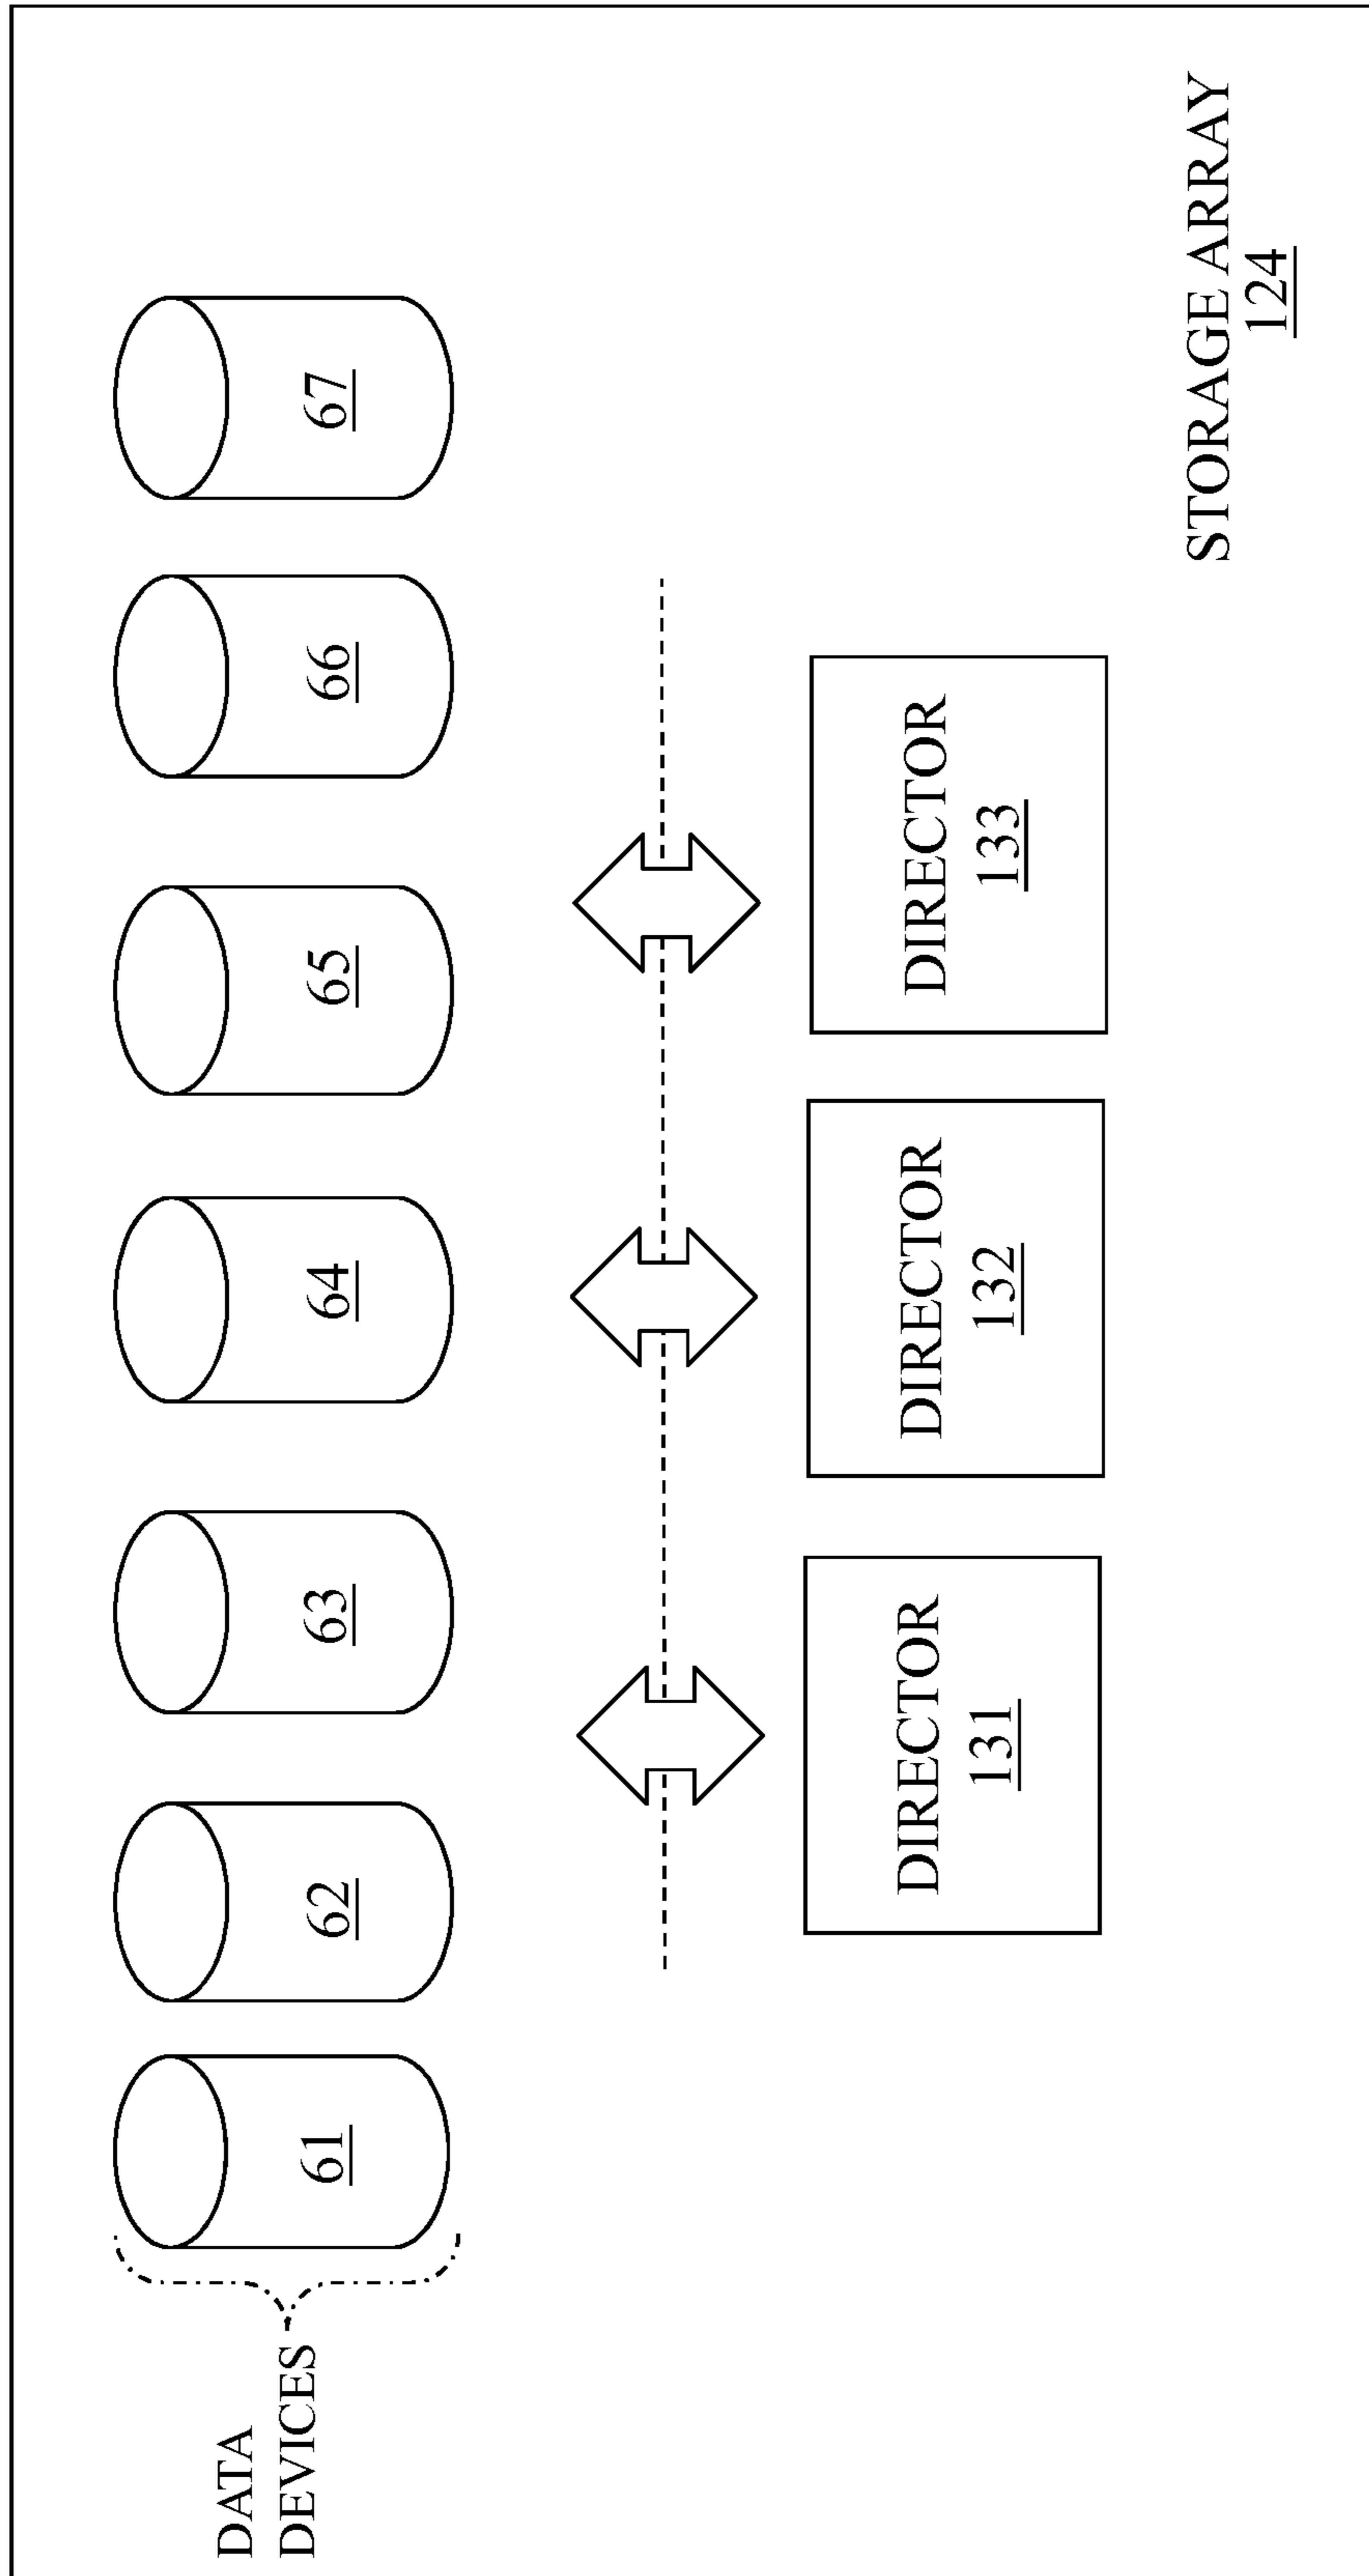 DATA
DEVICES
61
62
63
64
65
66
67
DIRECTOR
131
DIRECTOR
132
DIRECTOR
133
STORAGE ARRAY
124